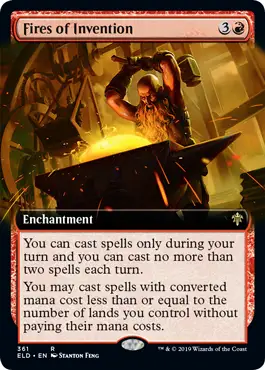 Fires of Invention 3
Enchantment
You can cast spells only during your
turn and you can cast no more than
two spells each turn.
You may cast spells with converted
mana cost less than or equal to the
number of lands you control without
paying their mana costs.
361 R
ELD • EN STANTON FENG
™ & © 2019 Wizards of the Coast